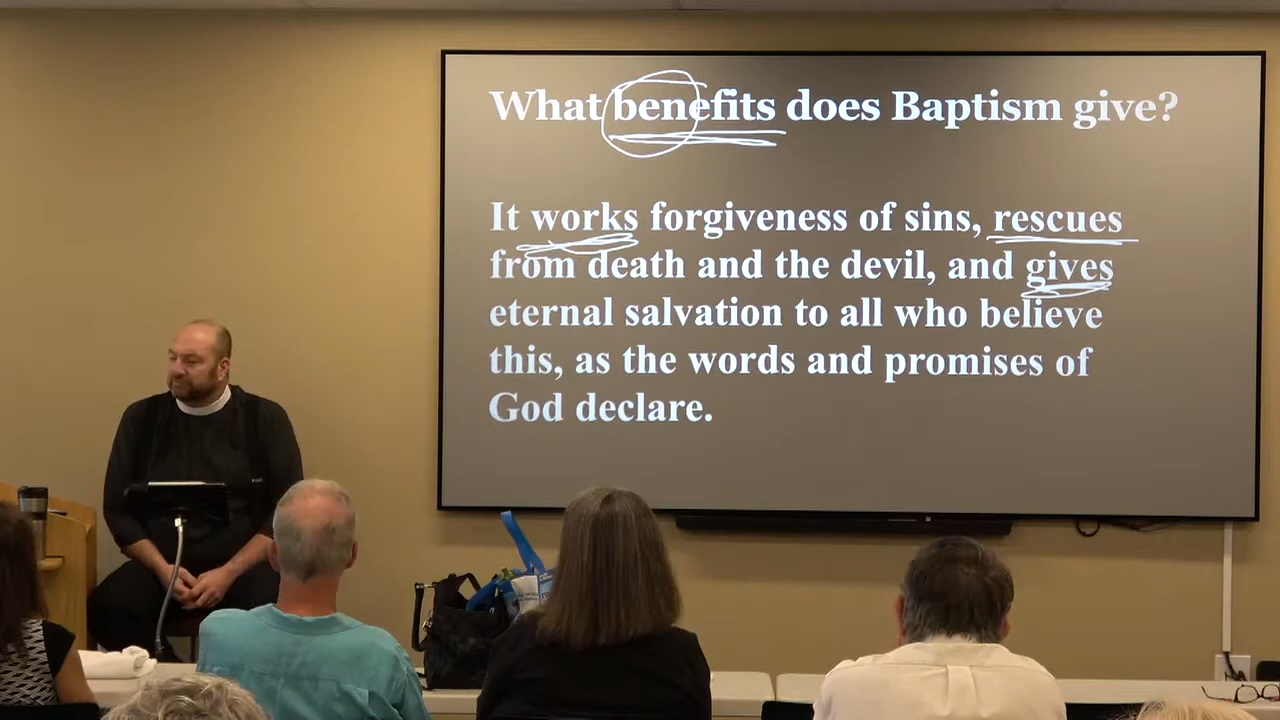 What benefits does Baptism give?
It works forgiveness of sins, rescues
from death and the devil, and gives
eternal salvation to all who believe
this, as the words and promises of
God declare.